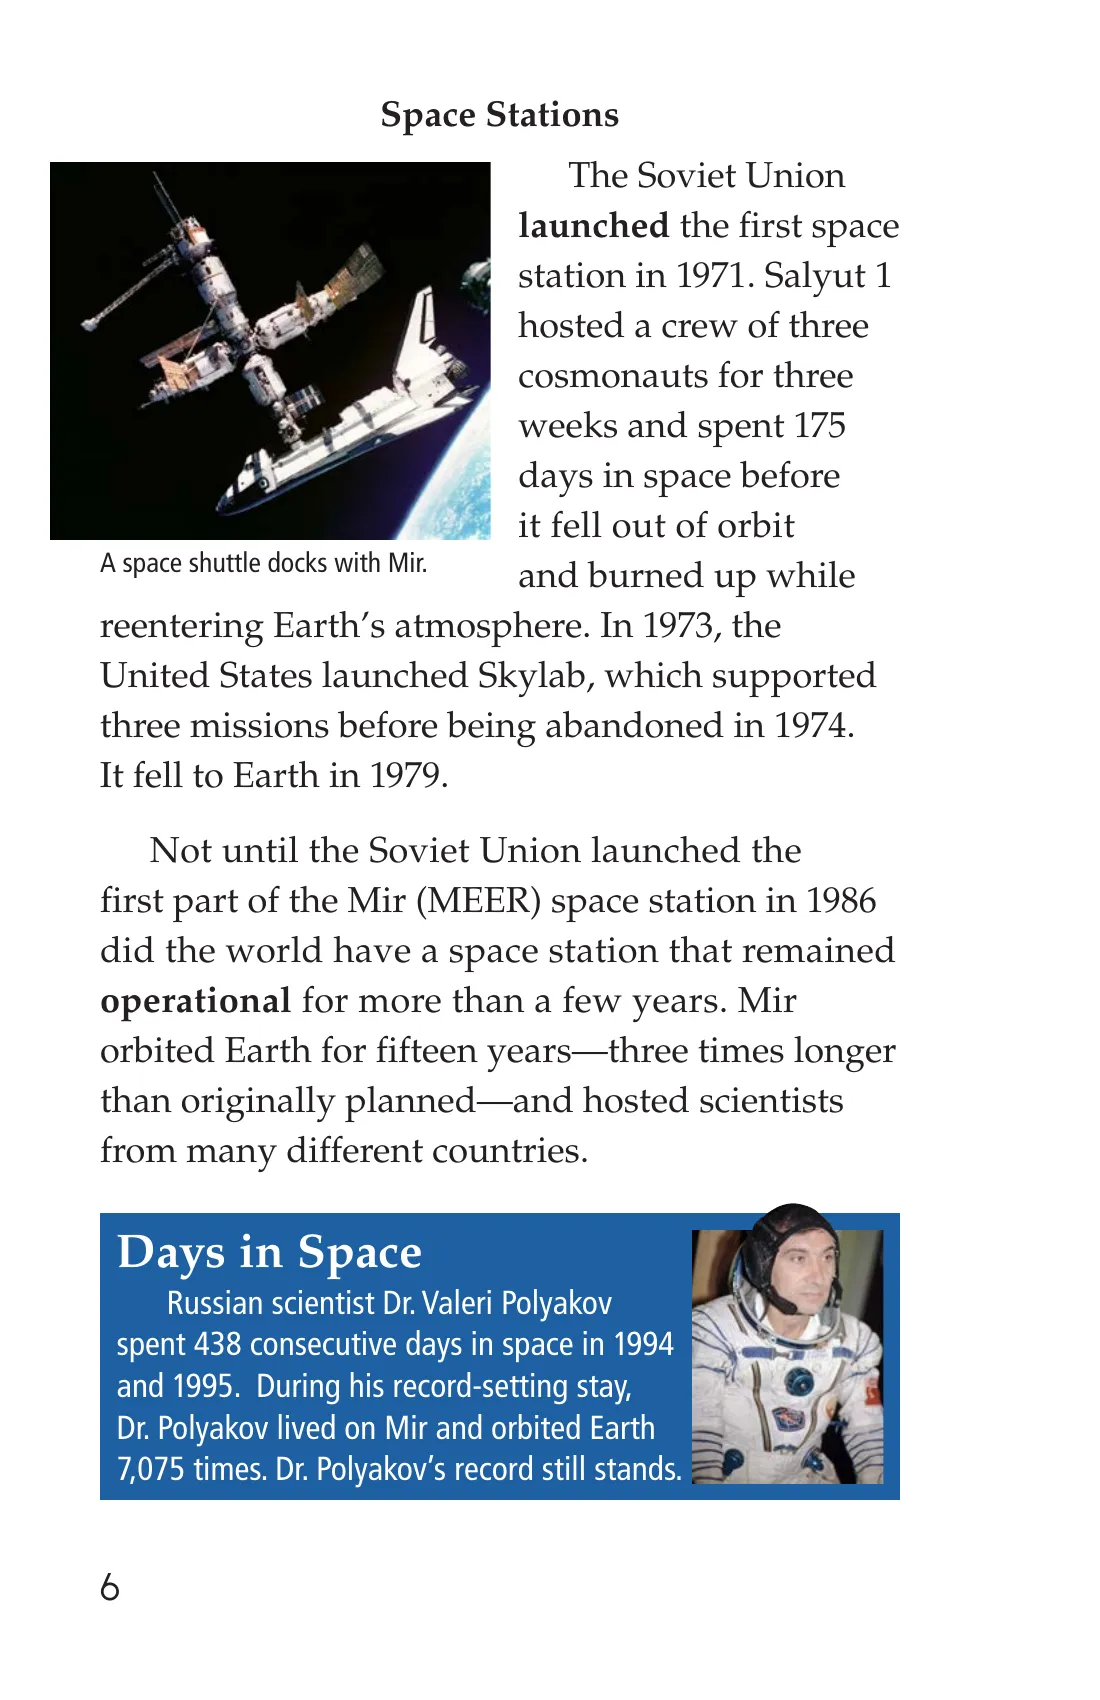 Space Stations
The Soviet Union
launched the first space
station in 1971. Salyut 1
hosted a crew of three
cosmonauts for three
weeks and spent 175
days in space before
it fell out of orbit
and burned up while
A space shuttle docks with Mir.
reentering Earth’s atmosphere. In 1973, the
United States launched Skylab, which supported
three missions before being abandoned in 1974.
It fell to Earth in 1979.
Not until the Soviet Union launched the
first part of the Mir (MEER) space station in 1986
did the world have a space station that remained
operational for more than a few years. Mir
orbited Earth for fifteen years—three times longer
than originally planned—and hosted scientists
from many different countries.
Days in Space
Russian scientist Dr. Valeri Polyakov
spent 438 consecutive days in space in 1994
and 1995.  During his record-setting stay,
Dr. Polyakov lived on Mir and orbited Earth
7,075 times. Dr. Polyakov’s record still stands.
6